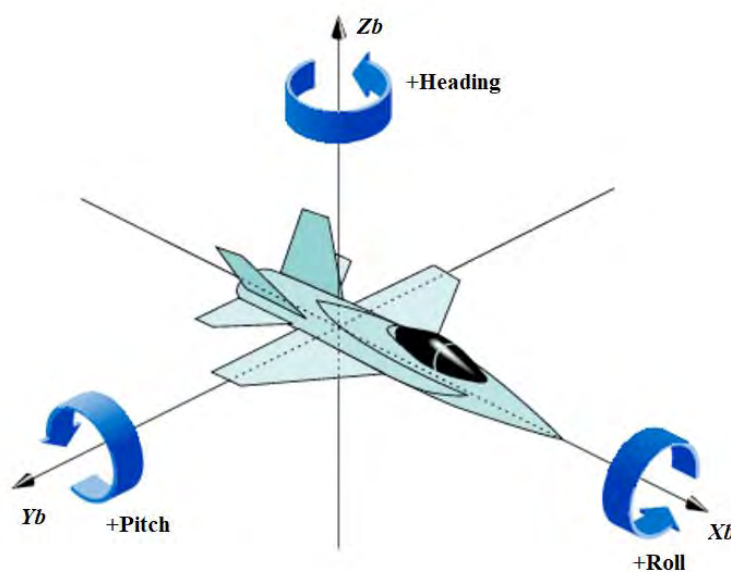 Zb
+Heading
Yb
+Pitch
Xb
+Roll